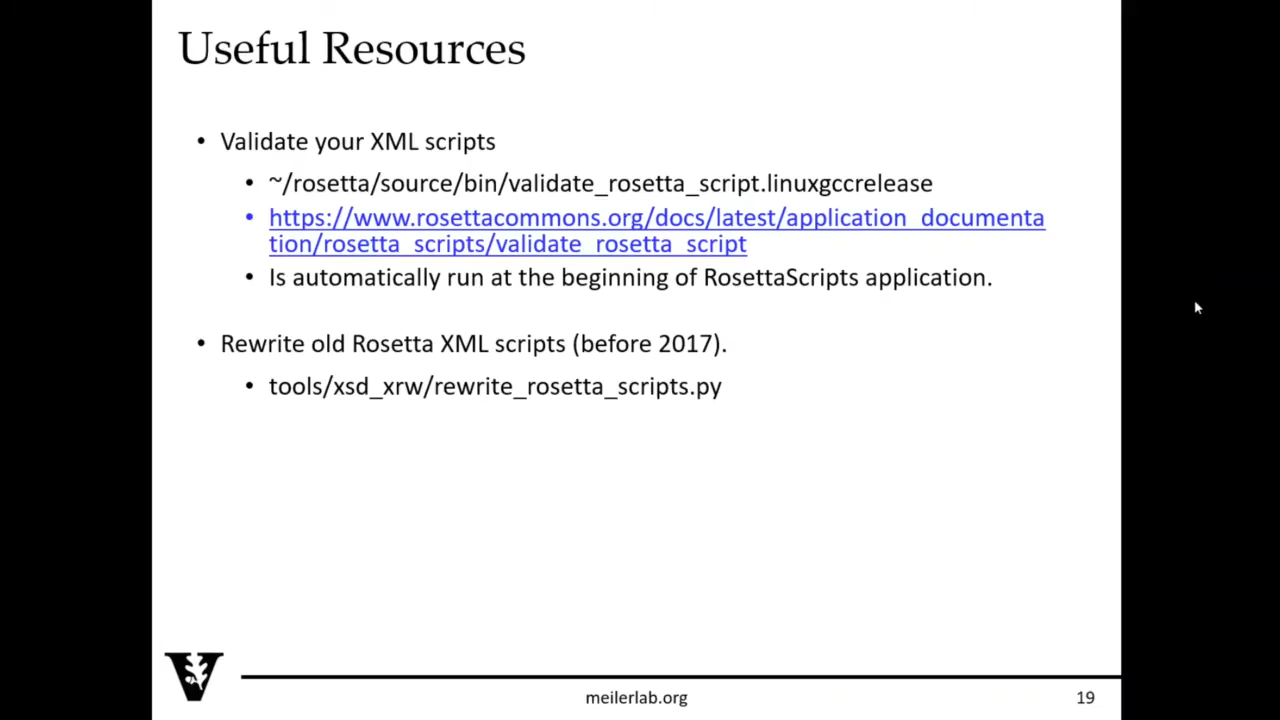 Useful Resources
• Validate your XML scripts
• ~/rosetta/source/bin/validate_rosetta_script.linuxgccrelease
• https://www.rosettacommons.org/docs/latest/application_documenta
tion/rosetta_scripts/validate_rosetta_script
• Is automatically run at the beginning of RosettaScripts application.
• Rewrite old Rosetta XML scripts (before 2017).
• tools/xsd_xrw/rewrite_rosetta_scripts.py
V
meilerlab.org
19